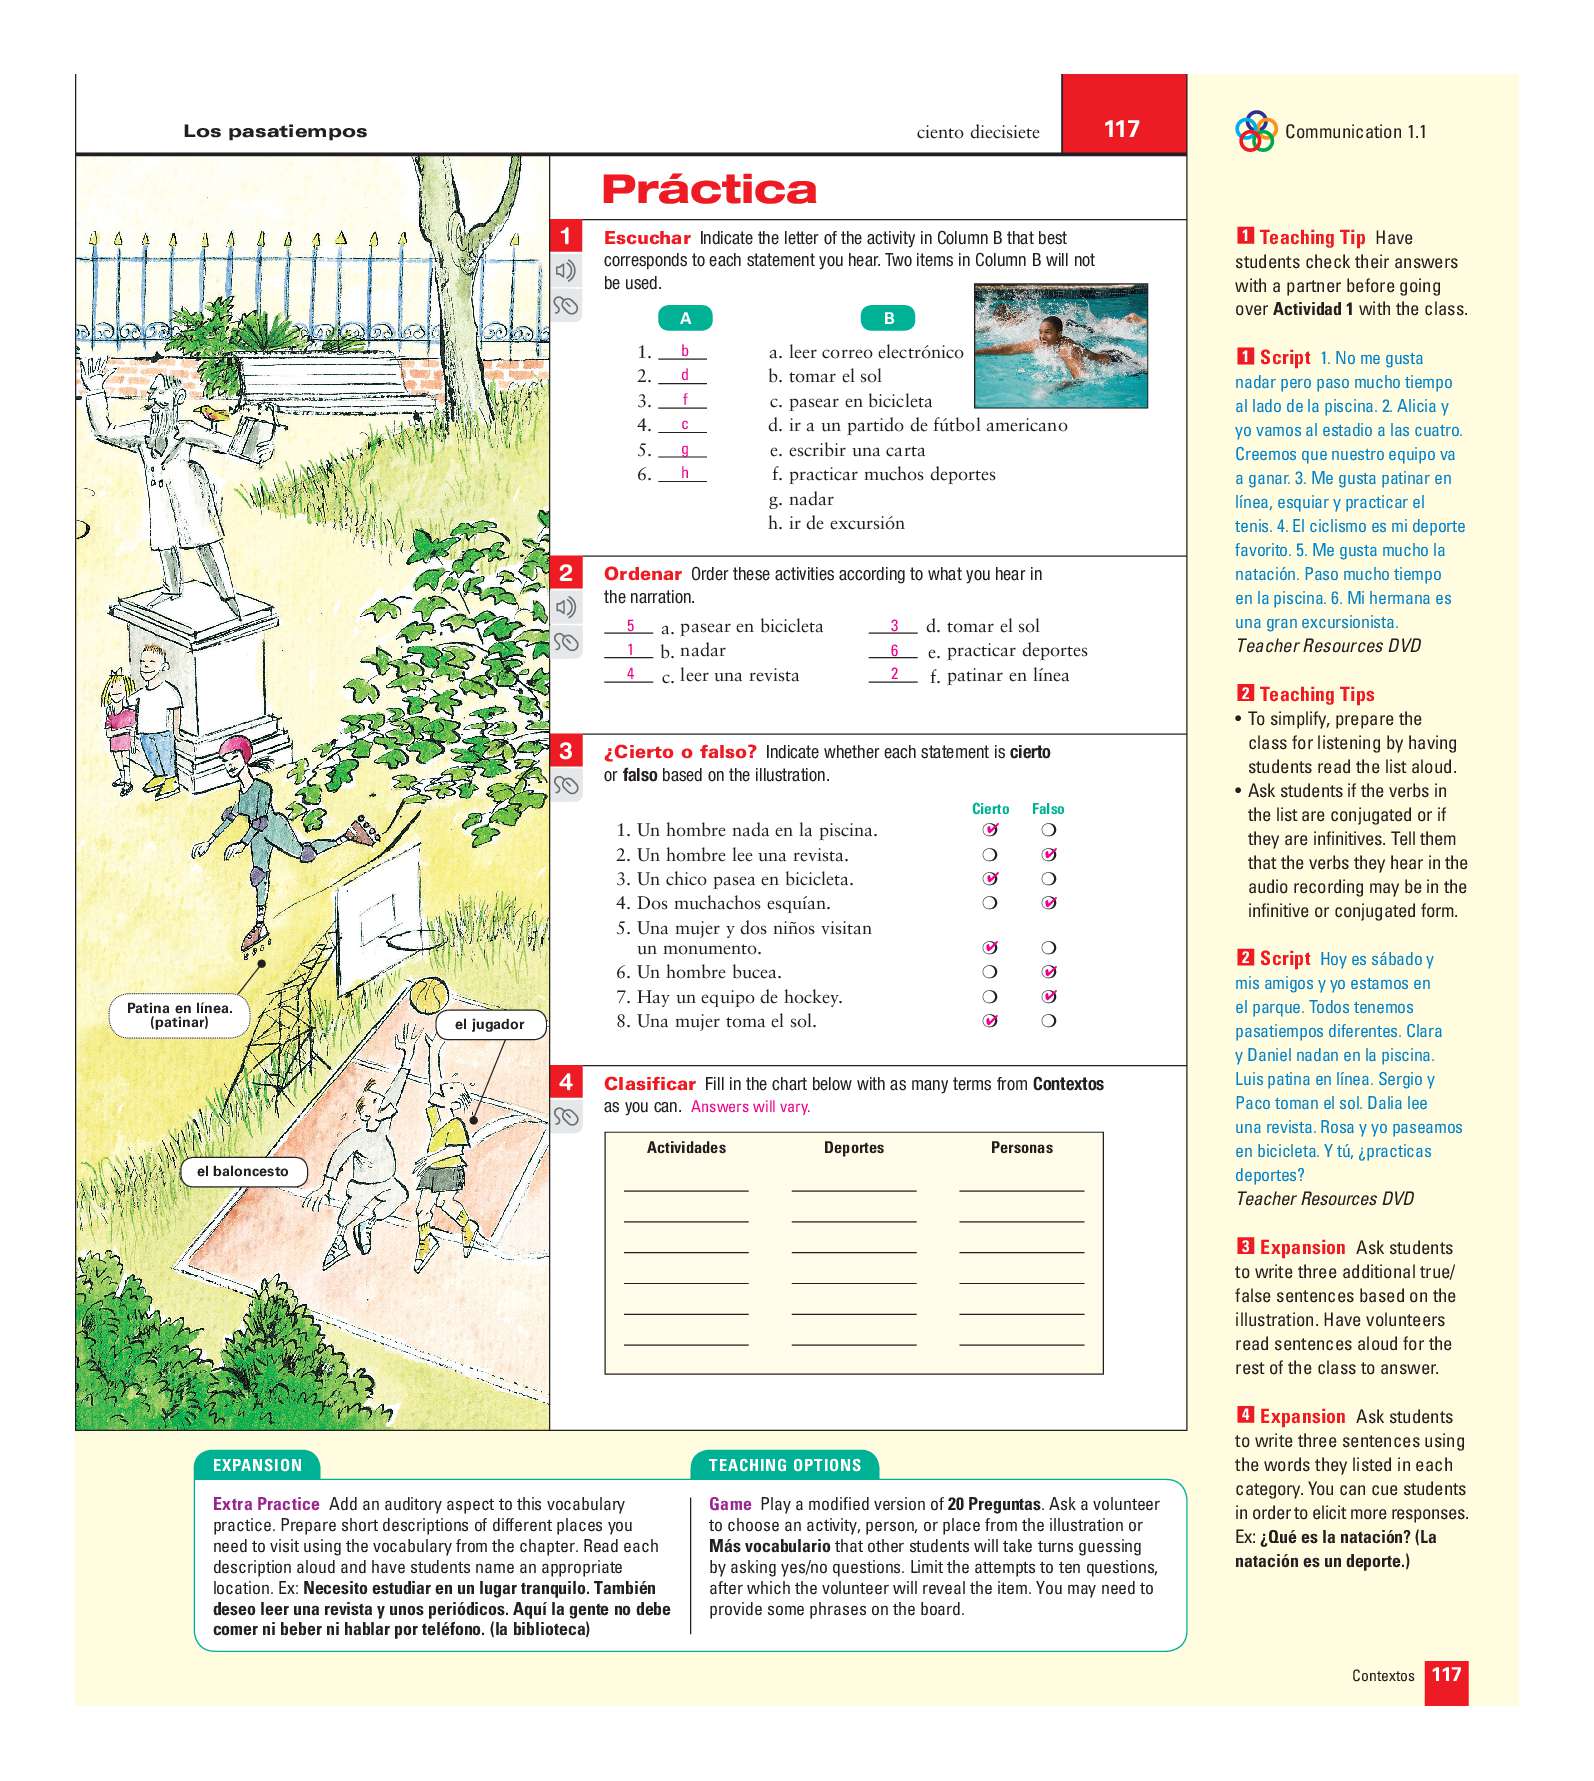 Los pasatiempos
ciento diecisiete
117
Práctica
1
Escuchar Indicate the letter of the activity in Column B that best
corresponds to each statement you hear. Two items in Column B will not
be used.
A
B
1. b
2. d
3. f
4. c
5. g
6. h
a. leer correo electrónico
b. tomar el sol
c. pasear en bicicleta
d. ir a un partido de fútbol americano
e. escribir una carta
f. practicar muchos deportes
g. nadar
h. ir de excursión
2
Ordenar Order these activities according to what you hear in
the narration.
5 a. pasear en bicicleta
1 b. nadar
4 c. leer una revista
3 d. tomar el sol
6 e. practicar deportes
2 f. patinar en línea
3
¿Cierto o falso? Indicate whether each statement is cierto
or falso based on the illustration.
Cierto Falso
1. Un hombre nada en la piscina.
2. Un hombre lee una revista.
3. Un chico pasea en bicicleta.
4. Dos muchachos esquían.
5. Una mujer y dos niños visitan
un monumento.
6. Un hombre bucea.
7. Hay un equipo de hockey.
8. Una mujer toma el sol.
4
Clasificar Fill in the chart below with as many terms from Contextos
as you can. Answers will vary.
Actividades Deportes Personas
Patina en línea.
(patinar)
el jugador
el baloncesto
EXPANSION
Extra Practice Add an auditory aspect to this vocabulary
practice. Prepare short descriptions of different places you
need to visit using the vocabulary from the chapter. Read each
description aloud and have students name an appropriate
location. Ex: Necesito estudiar en un lugar tranquilo. También
deseo leer una revista y unos periódicos. Aquí la gente no debe
comer ni beber ni hablar por teléfono. (la biblioteca)
TEACHING OPTIONS
Game Play a modified version of 20 Preguntas. Ask a volunteer
to choose an activity, person, or place from the illustration or
Más vocabulario that other students will take turns guessing
by asking yes/no questions. Limit the attempts to ten questions,
after which the volunteer will reveal the item. You may need to
provide some phrases on the board.
Communication 1.1
1 Teaching Tip Have
students check their answers
with a partner before going
over Actividad 1 with the class.
1 Script 1. No me gusta
nadar pero paso mucho tiempo
al lado de la piscina. 2. Alicia y
yo vamos al estadio a las cuatro.
Creemos que nuestro equipo va
a ganar. 3. Me gusta patinar en
línea, esquiar y practicar el
tenis. 4. El ciclismo es mi deporte
favorito. 5. Me gusta mucho la
natación. Paso mucho tiempo
en la piscina. 6. Mi hermana es
una gran excursionista.
Teacher Resources DVD
2 Teaching Tips
• To simplify, prepare the
class for listening by having
students read the list aloud.
• Ask students if the verbs in
the list are conjugated or if
they are infinitives. Tell them
that the verbs they hear in the
audio recording may be in the
infinitive or conjugated form.
2 Script Hoy es sábado y
mis amigos y yo estamos en
el parque. Todos tenemos
pasatiempos diferentes. Clara
y Daniel nadan en la piscina.
Luis patina en línea. Sergio y
Paco toman el sol. Dalia lee
una revista. Rosa y yo paseamos
en bicicleta. Y tú, ¿practicas
deportes?
Teacher Resources DVD
3 Expansion Ask students
to write three additional true/
false sentences based on the
illustration. Have volunteers
read sentences aloud for the
rest of the class to answer.
4 Expansion Ask students
to write three sentences using
the words they listed in each
category. You can cue students
in order to elicit more responses.
Ex: ¿Qué es la natación? (La
natación es un deporte.)
Contextos 117